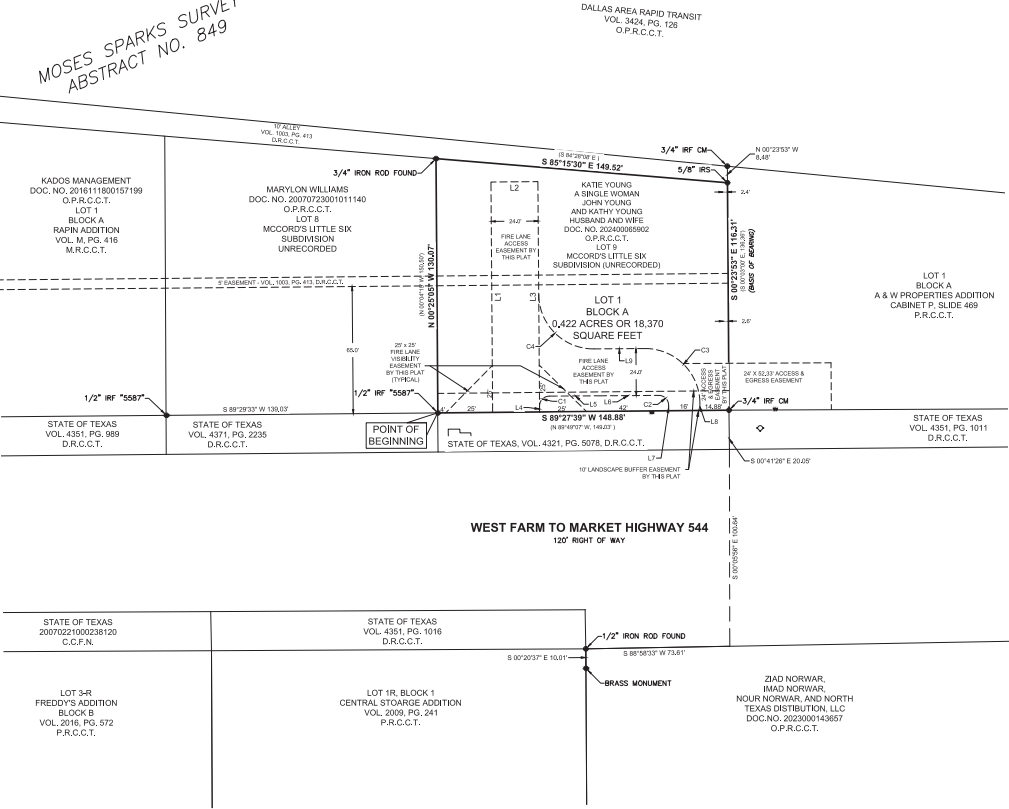 MOSES SPARKS SURVEY
ABSTRACT NO. 849
DALLAS AREA RAPID TRANSIT
VOL. 3424, PG. 126
O.P.R.C.C.T.
10' ALLEY
VOL. 1003, PG. 413
D.R.C.C.T.
3/4" IRF CM
N 00°23'53" W
8.48'
(S 84°28'08" E )
S 85°15'30" E 149.52'
5/8" IRS
3/4" IRON ROD FOUND
2.4'
KADOS MANAGEMENT
DOC. NO. 2016111800157199
O.P.R.C.C.T.
LOT 1
BLOCK A
RAPIN ADDITION
VOL. M, PG. 416
M.R.C.C.T.
MARYLON WILLIAMS
DOC. NO. 20070723001011140
O.P.R.C.C.T.
LOT 8
MCCORD'S LITTLE SIX
SUBDIVISION
UNRECORDED
L2
24.0'
FIRE LANE
ACCESS
EASEMENT BY
THIS PLAT
KATIE YOUNG
A SINGLE WOMAN
JOHN YOUNG
AND KATHY YOUNG
HUSBAND AND WIFE
DOC. NO. 202400065902
O.P.R.C.C.T.
LOT 9
MCCORD'S LITTLE SIX
SUBDIVISION (UNRECORDED)
N 00°25'05" W 130.07'
S 00°23'53" E 116.31'
(BASIS OF BEARING)
5' EASEMENT - VOL. 1003, PG. 413, D.R.C.C.T.
L1
L3
LOT 1
BLOCK A
0.422 ACRES OR 18,370
SQUARE FEET
2.6'
LOT 1
BLOCK A
A & W PROPERTIES ADDITION
CABINET P, SLIDE 469
P.R.C.C.T.
65.0'
25' x 25'
FIRE LANE
VISIBILITY
EASEMENT
BY THIS PLAT
(TYPICAL)
C4
C3
L9
FIRE LANE
ACCESS
EASEMENT BY
THIS PLAT
24.0'
24' ACCESS
& EGRESS
EASEMENT
BY THIS PLAT
24' X 52.33' ACCESS &
EGRESS EASEMENT
1/2" IRF "5587"
1/2" IRF "5587"
25'
25'
3/4" IRF CM
S 89°29'33" W 139.03'
4'
25'
L4
C1
25'
L5
L6
42'
C2
16'
14.88'
L8
S 89°27'39" W 148.88'
(N 89°49'07" W, 149.03')
STATE OF TEXAS
VOL. 4351, PG. 989
D.R.C.C.T.
STATE OF TEXAS
VOL. 4371, PG. 2235
D.R.C.C.T.
POINT OF
BEGINNING
STATE OF TEXAS, VOL. 4321, PG. 5078, D.R.C.C.T.
STATE OF TEXAS
VOL. 4351, PG. 1011
D.R.C.C.T.
L7
S 00°41'26" E 20.05'
10' LANDSCAPE BUFFER EASEMENT
BY THIS PLAT
WEST FARM TO MARKET HIGHWAY 544
120' RIGHT OF WAY
S 00°05'58" E 100.64'
STATE OF TEXAS
20070221000238120
C.C.F.N.
STATE OF TEXAS
VOL. 4351, PG. 1016
D.R.C.C.T.
1/2" IRON ROD FOUND
S 00°20'37" E 10.01'
S 88°58'33" W 73.61'
BRASS MONUMENT
LOT 3-R
FREDDY'S ADDITION
BLOCK B
VOL. 2016, PG. 572
P.R.C.C.T.
LOT 1R, BLOCK 1
CENTRAL STOARGE ADDITION
VOL. 2009, PG. 241
P.R.C.C.T.
ZIAD NORWAR,
IMAD NORWAR,
NOUR NORWAR, AND NORTH
TEXAS DISTIBUTION, LLC
DOC.NO. 2023000143657
O.P.R.C.C.T.